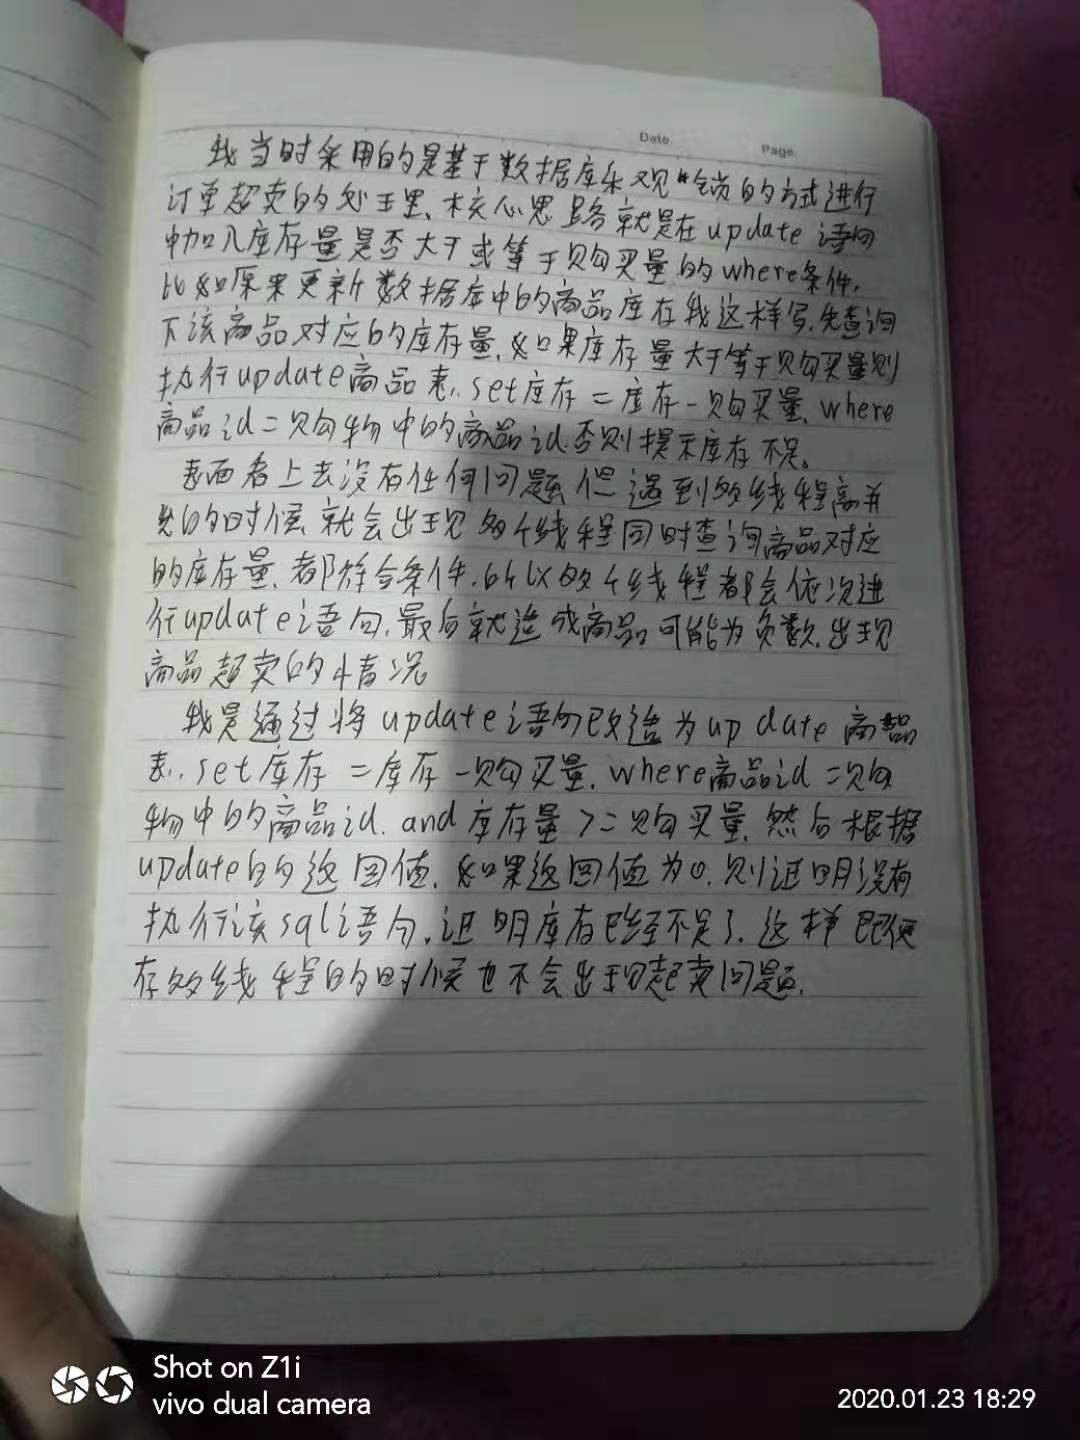 Date.
Page:
我当时采用的是基于数据库乐观锁的方式进行
订单超卖的处理、核心思路就是在update语句
中加入库存量是否大于或等于购买量的where条件,
比如原来更新数据库中的商品库存我这样写,先查询
下该商品对应的库存量,如果库存量大于等于购买量则
执行update商品表.. set库存=库存-购买量, where
商品id=购物中的商品id,否则提示库存不足。
表面看上去没有任何问题但遇到多线程高并
发的时候就会出现多个线程同时查询商品对应
的库存量,都符合条件,所以多个线程都会依次进
行update语句,最后就造成商品可能为负数,出现
商品超卖的情况
我是通过将update语句改造为up date 商品
表.. set库存=库存-购买量, where商品id=购
物中的商品id. and库存量>=购买量,然后根据
update的返回值,如果返回值为0,则证明没有
执行该sql语句,证明库存已经不足了,这样即便
存多线程的时候也不会出现超卖问题.
Shot on Z1i
vivo dual camera
2020.01.23 18:29